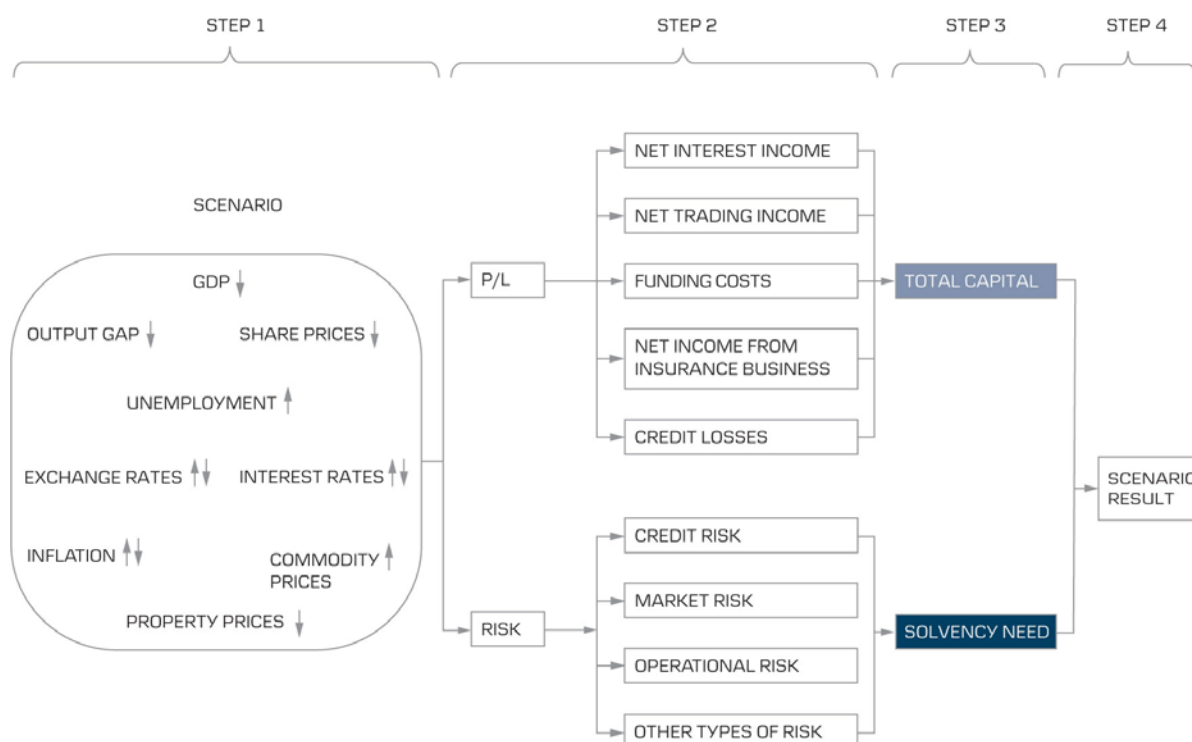 STEP 1
STEP 2
STEP 3
STEP 4
SCENARIO
GDP
OUTPUT GAP
SHARE PRICES
UNEMPLOYMENT
EXCHANGE RATES
INTEREST RATES
INFLATION
COMMODITY
PRICES
PROPERTY PRICES
P/L
RISK
NET INTEREST INCOME
NET TRADING INCOME
FUNDING COSTS
NET INCOME FROM
INSURANCE BUSINESS
CREDIT LOSSES
CREDIT RISK
MARKET RISK
OPERATIONAL RISK
OTHER TYPES OF RISK
TOTAL CAPITAL
SOLVENCY NEED
SCENARIO
RESULT